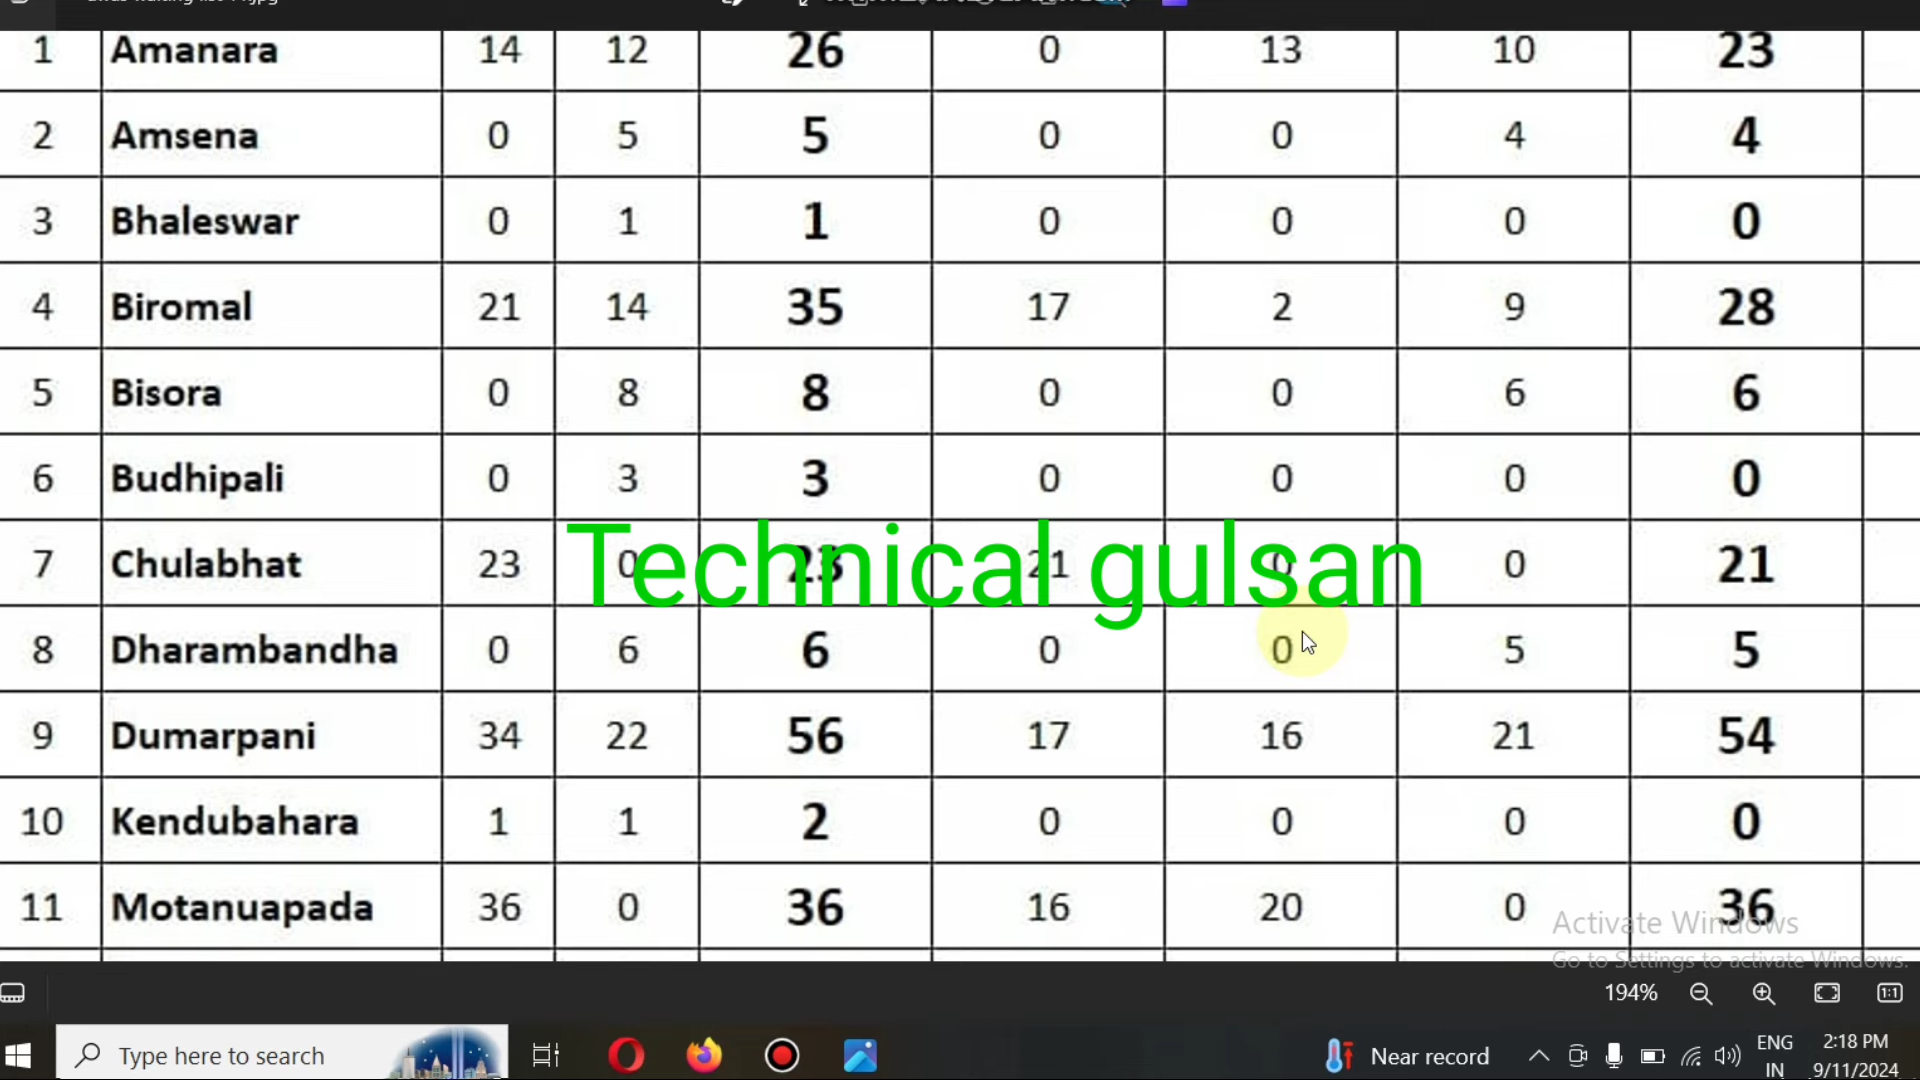 1 Amanara 14 12 26 0 13 10 23
2 Amsena 0 5 5 0 0 4 4
3 Bhaleswar 0 1 1 0 0 0 0
4 Biromal 21 14 35 17 2 9 28
5 Bisora 0 8 8 0 0 6 6
6 Budhipali 0 3 3 0 0 0 0
7 Chulabhat 23 0 23 21 0 0 21
Technical gulsan
8 Dharambandha 0 6 6 0 0 5 5
9 Dumarpani 34 22 56 17 16 21 54
10 Kendubahara 1 1 2 0 0 0 0
11 Motanuapada 36 0 36 16 20 0 36
Activate Windows
Go to Settings to activate Windows.
194% 1:1
Type here to search
Near record
ENG
IN
2:18 PM
9/11/2024